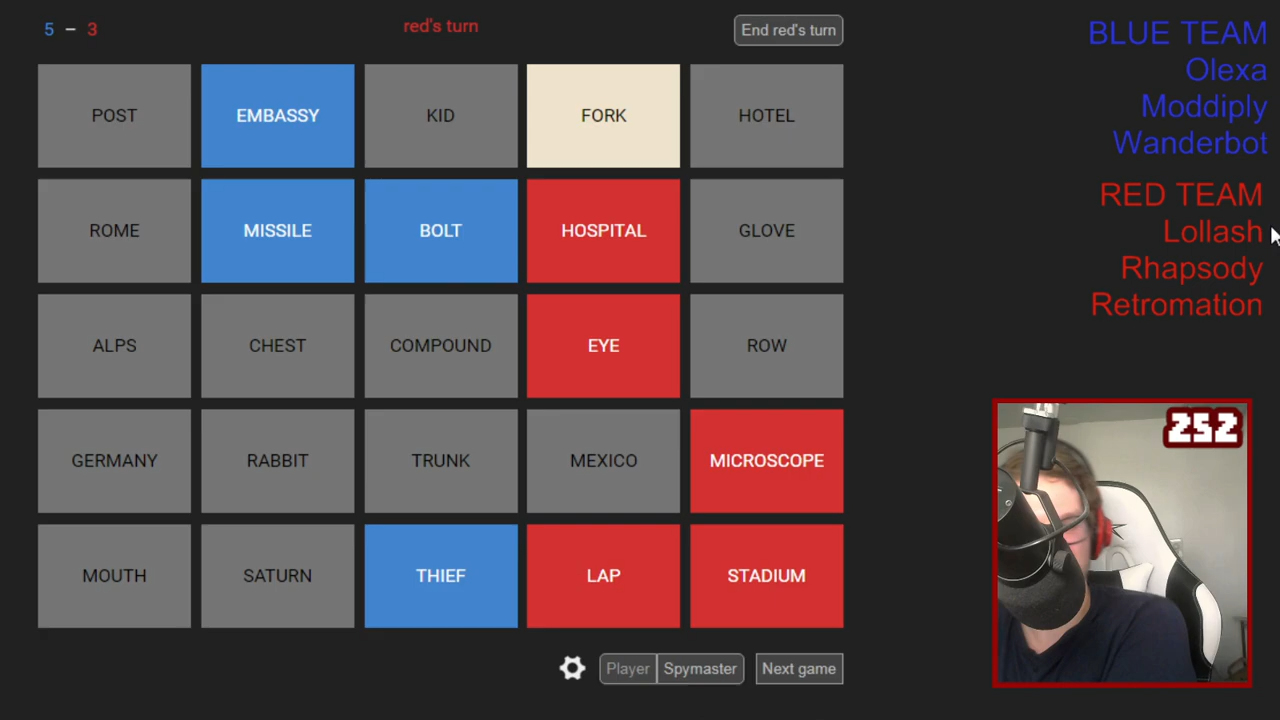 5 – 3
red's turn
End red's turn
POST
EMBASSY
KID
FORK
HOTEL
ROME
MISSILE
BOLT
HOSPITAL
GLOVE
ALPS
CHEST
COMPOUND
EYE
ROW
GERMANY
RABBIT
TRUNK
MEXICO
MICROSCOPE
MOUTH
SATURN
THIEF
LAP
STADIUM
Player
Spymaster
Next game
BLUE TEAM
Olexa
Moddiply
Wanderbot
RED TEAM
Lollash
Rhapsody
Retromation
252